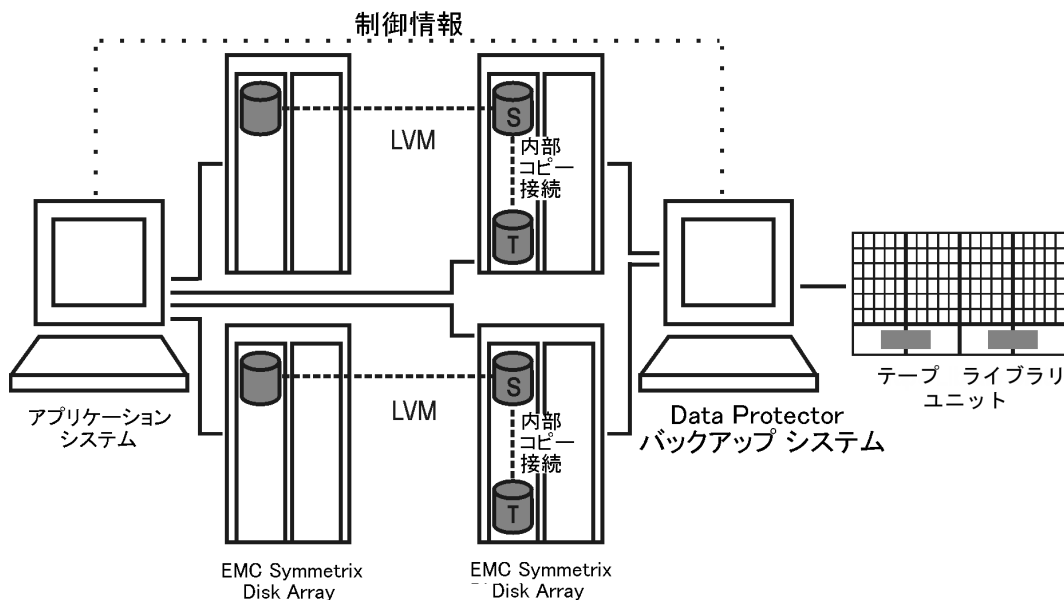 制御情報
LVM
S
内部
コピー
接続
T
LVM
S
内部
コピー
接続
T
アプリケーション
システム
Data Protector
バックアップ システム
テープ ライブラリ
ユニット
EMC Symmetrix
Disk Array
EMC Symmetrix
Disk Array